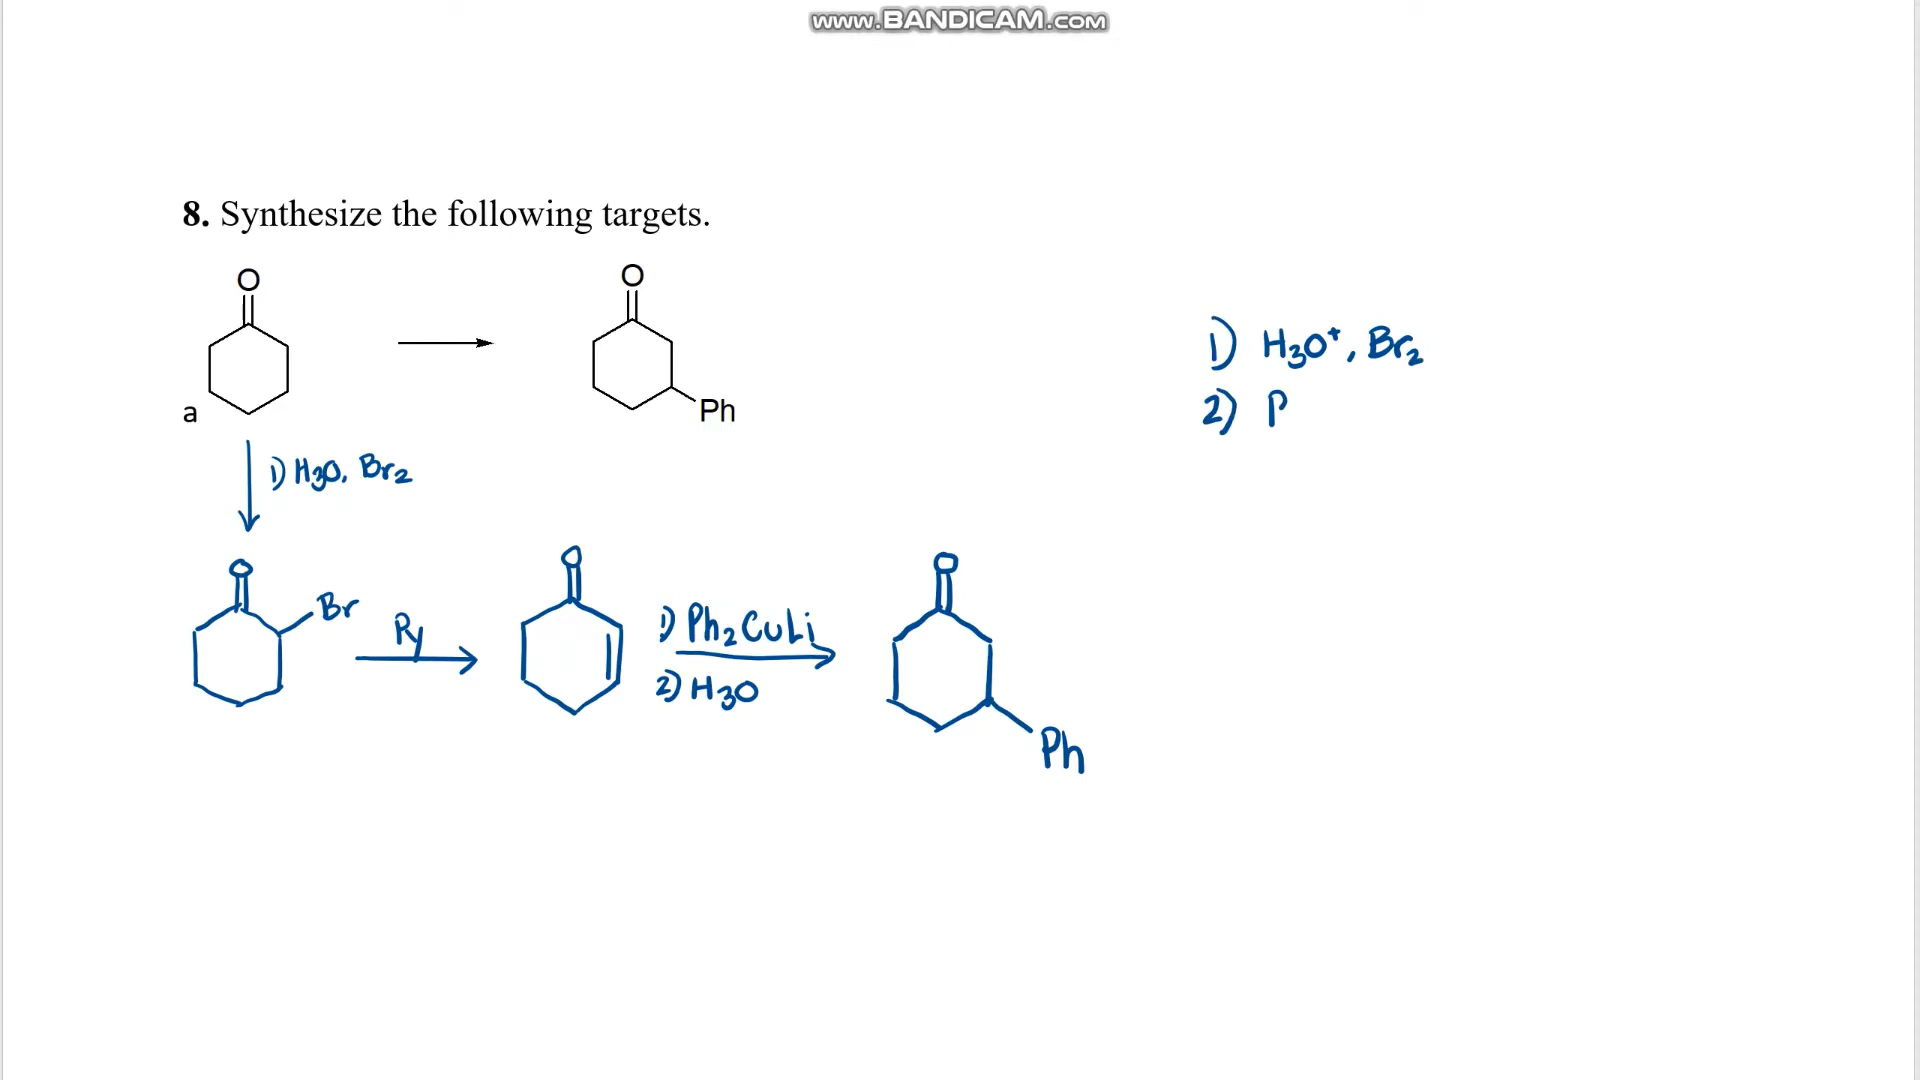 www.BANDICAM.com
8. Synthesize the following targets.
O
O
Ph
a
1) H3O+, Br2
2) P
1) H3O, Br2
O
Br
Py
O
1) Ph2CuLi
2) H3O
O
Ph